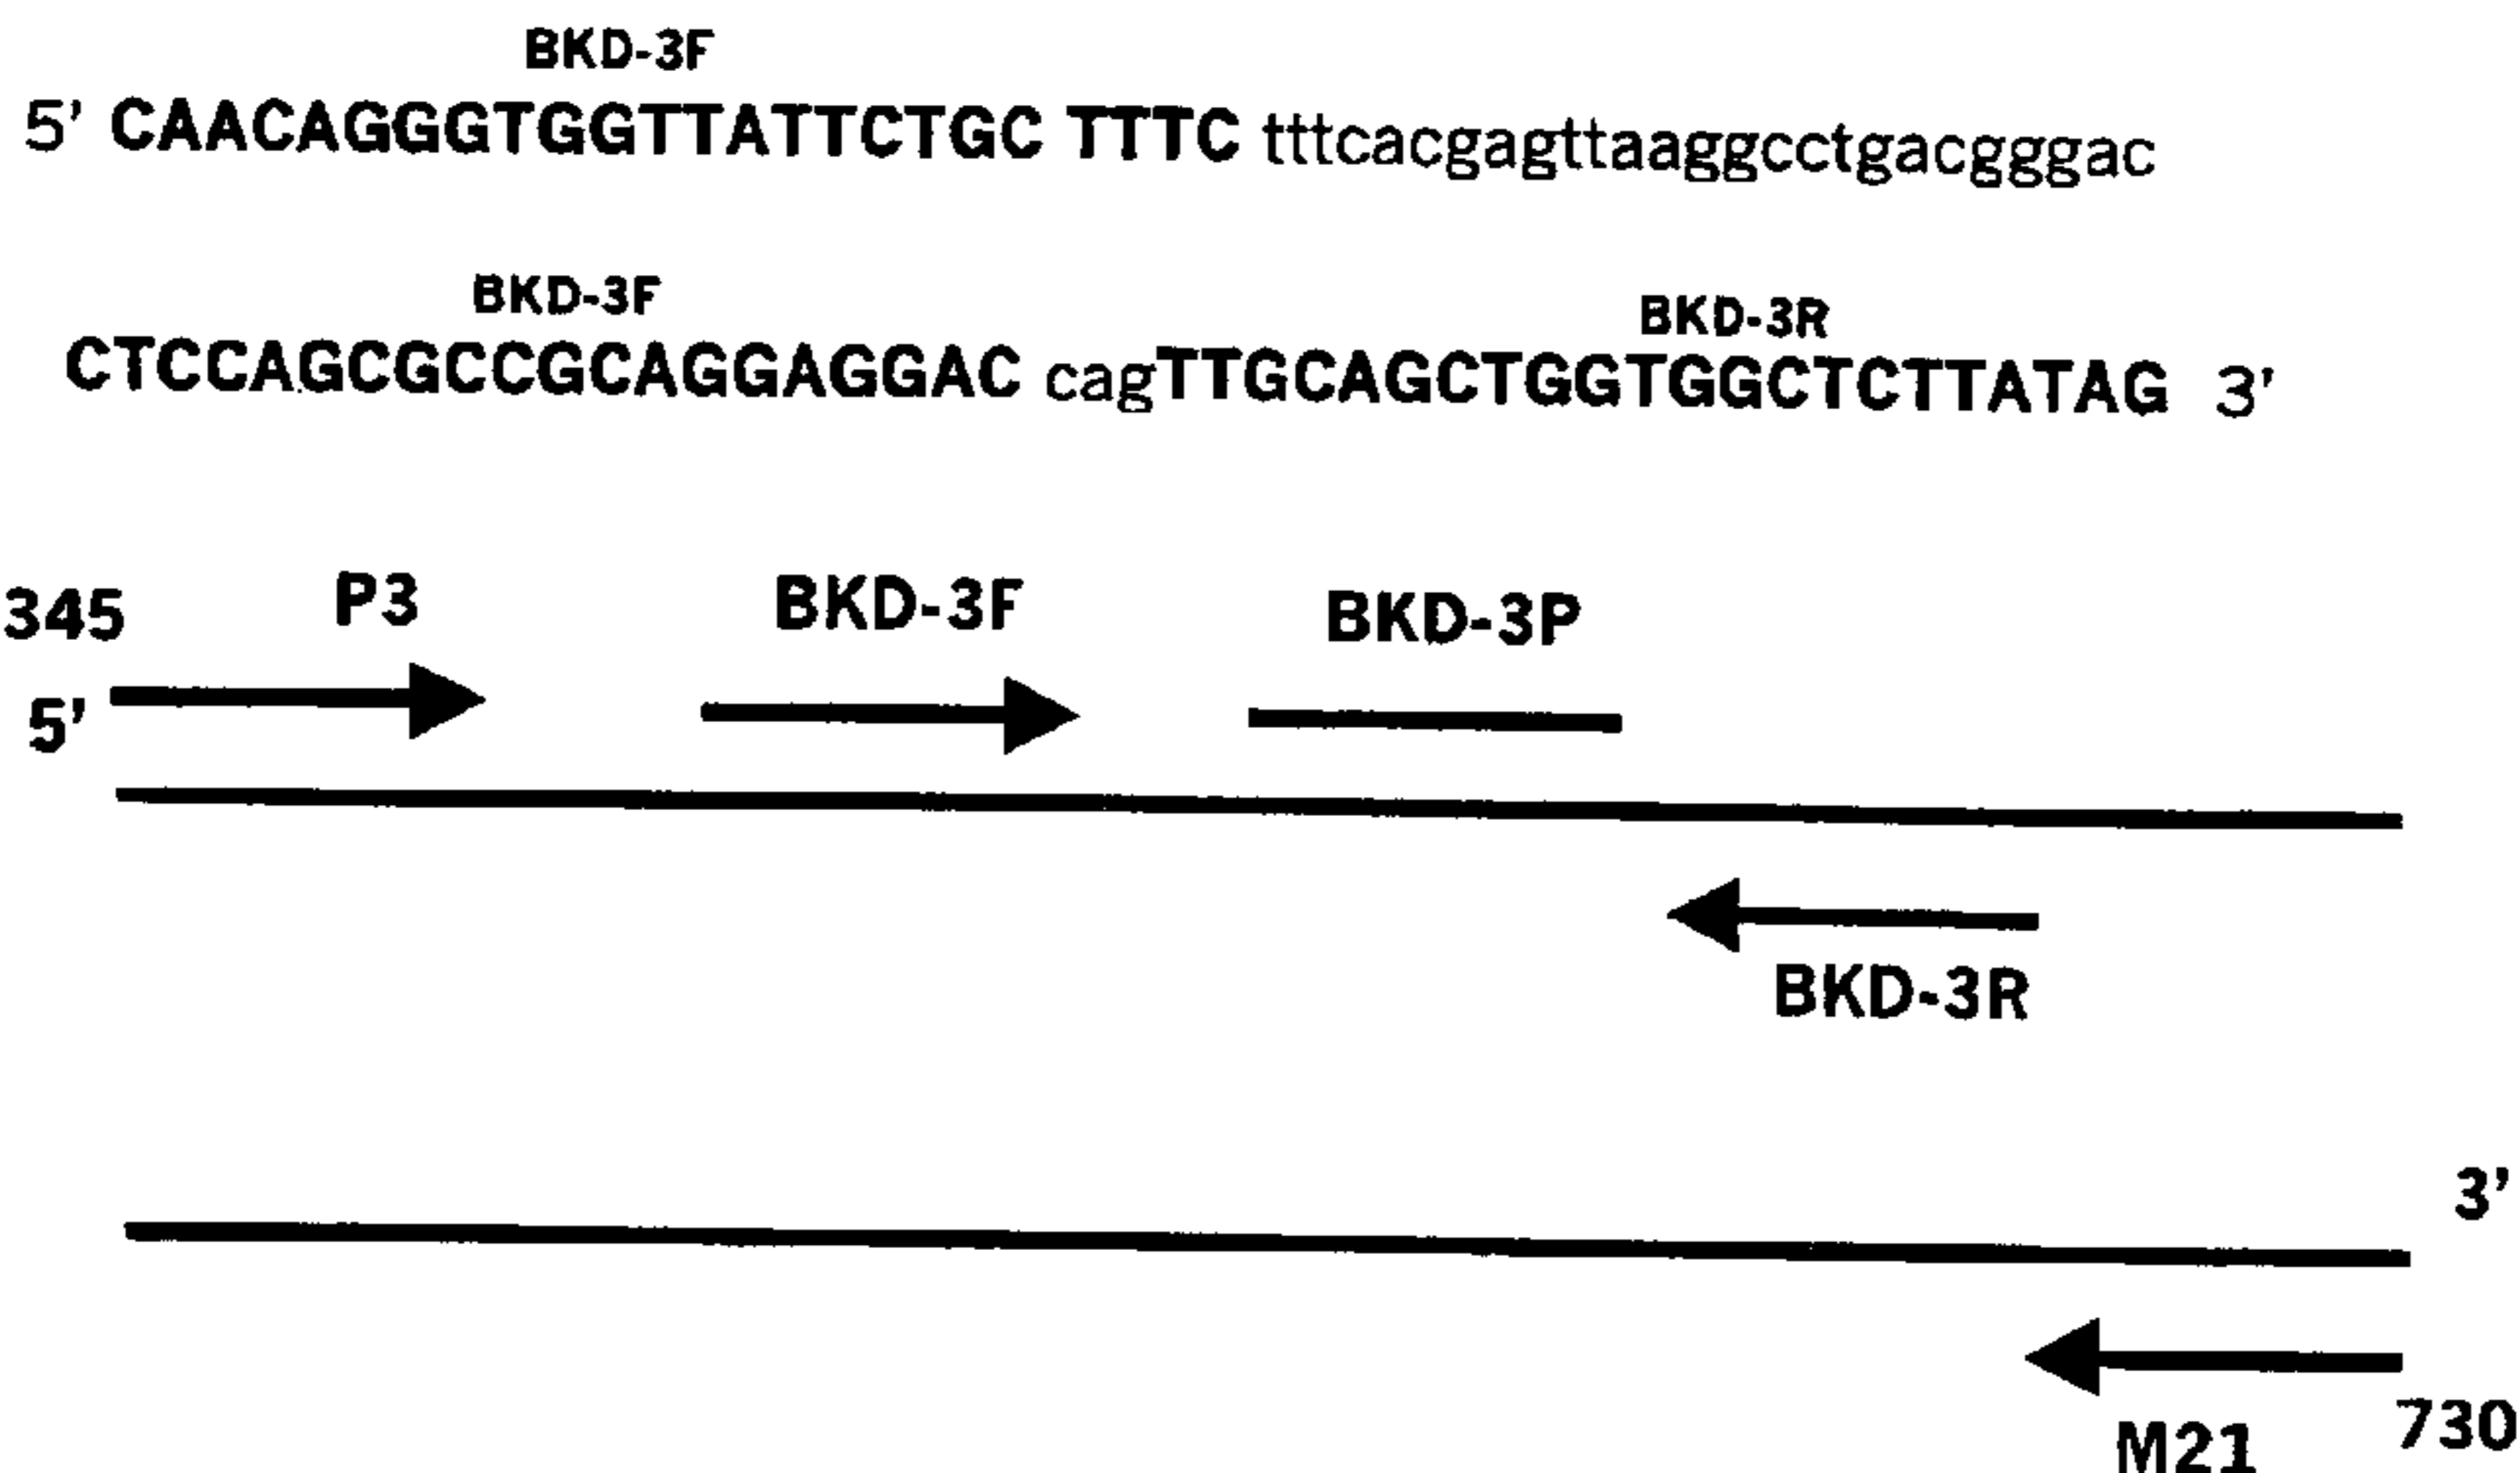 BKD-3F
5’ CAACAGGGTGGTTATTCTGC TTTC tttcacgagttaaggcctgacgggac
BKD-3F BKD-3R
CTCCAGCGCCGCAGGAGGAC cagTTGCAGCTGGTGGCTCTTATAG 3’
345 P3 BKD-3F BKD-3P
5’
BKD-3R
3’
M21 730